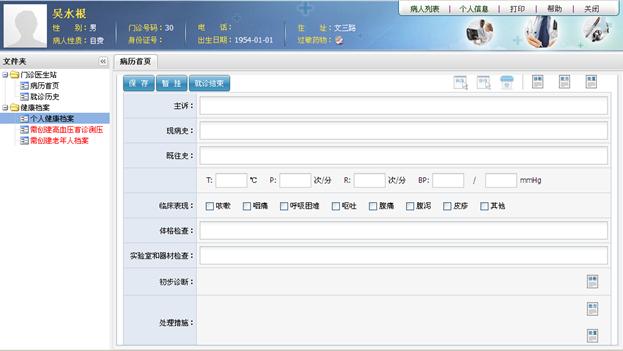 吴水根
病人列表 | 个人信息 | 打印 | 帮助 | 关闭
性 别：男 门诊号码：30 电 话： 住 址：文三路
病人性质：自费 身份证号： 出生日期：1954-01-01 过敏药物：
文件夹 病历首页
门诊医生站
病历首页
就诊历史
健康档案
个人健康档案
需创建高血压首诊测压
需创建老年人档案
保 存 暂 挂 就诊结束
主诉：
现病史：
既往史：
T: ℃ P: 次/分 R: 次/分 BP: / mmHg
临床表现： 咳嗽 咽痛 呼吸困难 呕吐 腹痛 腹泻 皮疹 其他
体格检查：
实验室和器材检查：
初步诊断：
处理措施：